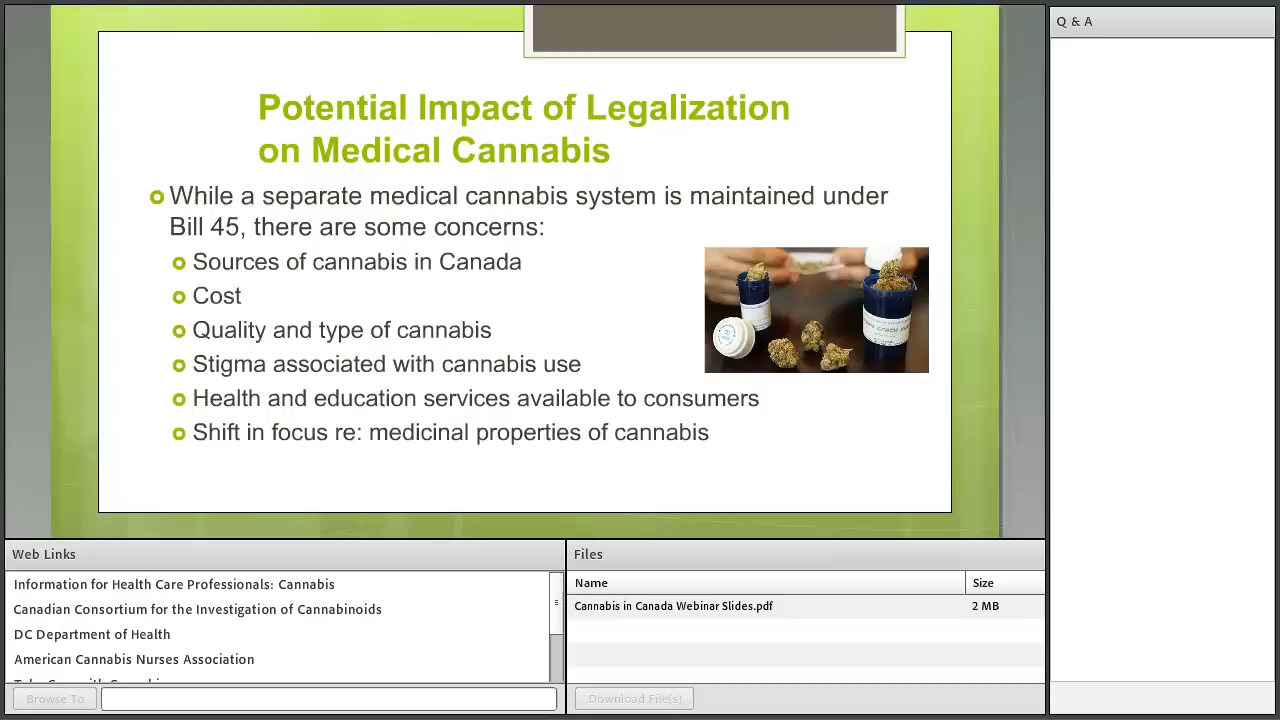 Potential Impact of Legalization
on Medical Cannabis
While a separate medical cannabis system is maintained under
Bill 45, there are some concerns:
Sources of cannabis in Canada
Cost
Quality and type of cannabis
Stigma associated with cannabis use
Health and education services available to consumers
Shift in focus re: medicinal properties of cannabis
Q & A
Web Links
Information for Health Care Professionals: Cannabis
Canadian Consortium for the Investigation of Cannabinoids
DC Department of Health
American Cannabis Nurses Association
Browse To
Files
Name Size
Cannabis in Canada Webinar Slides.pdf 2 MB
Download File(s)